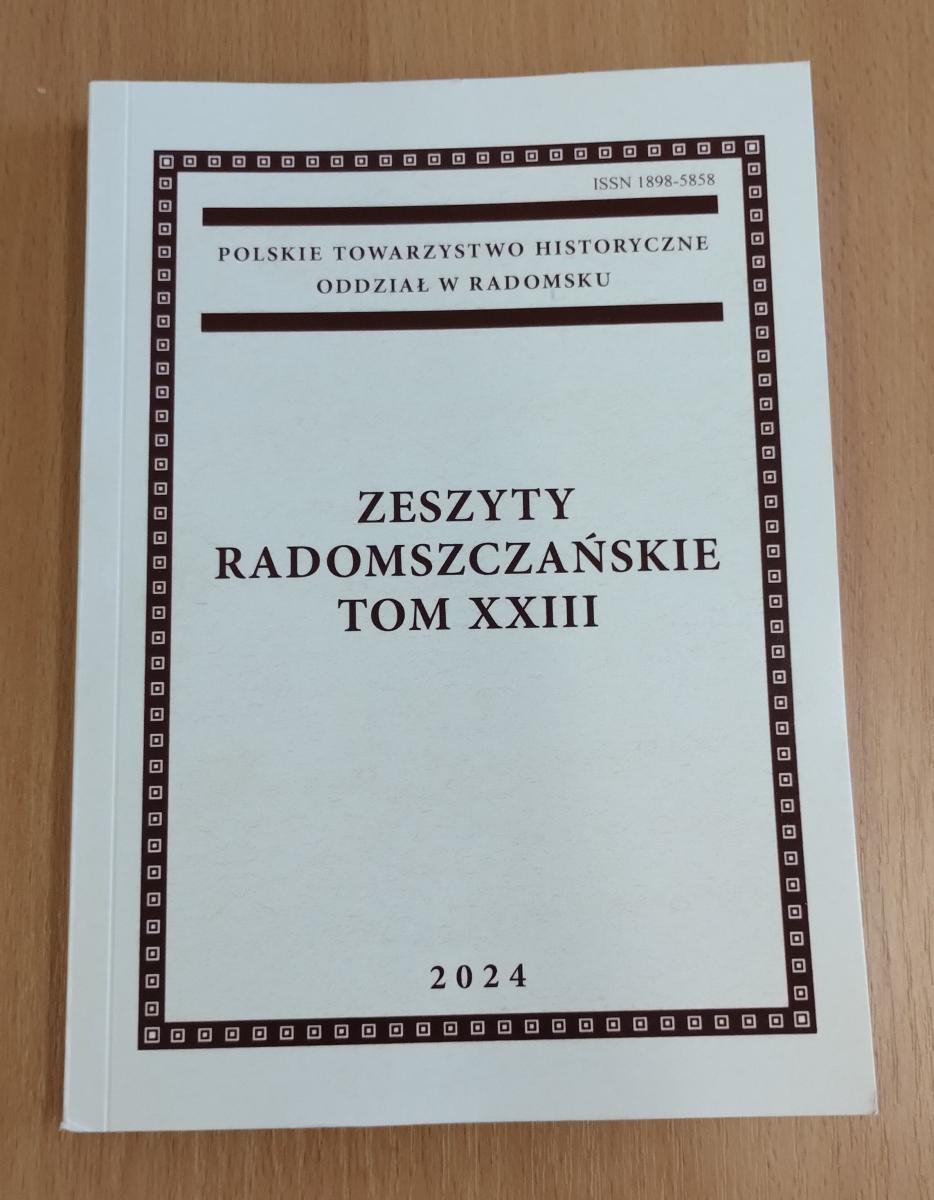 ISSN 1898-5858
POLSKIE TOWARZYSTWO HISTORYCZNE
ODDZIAŁ W RADOMSKU
ZESZYTY
RADOMSZCZAŃSKIE
TOM XXIII
2024